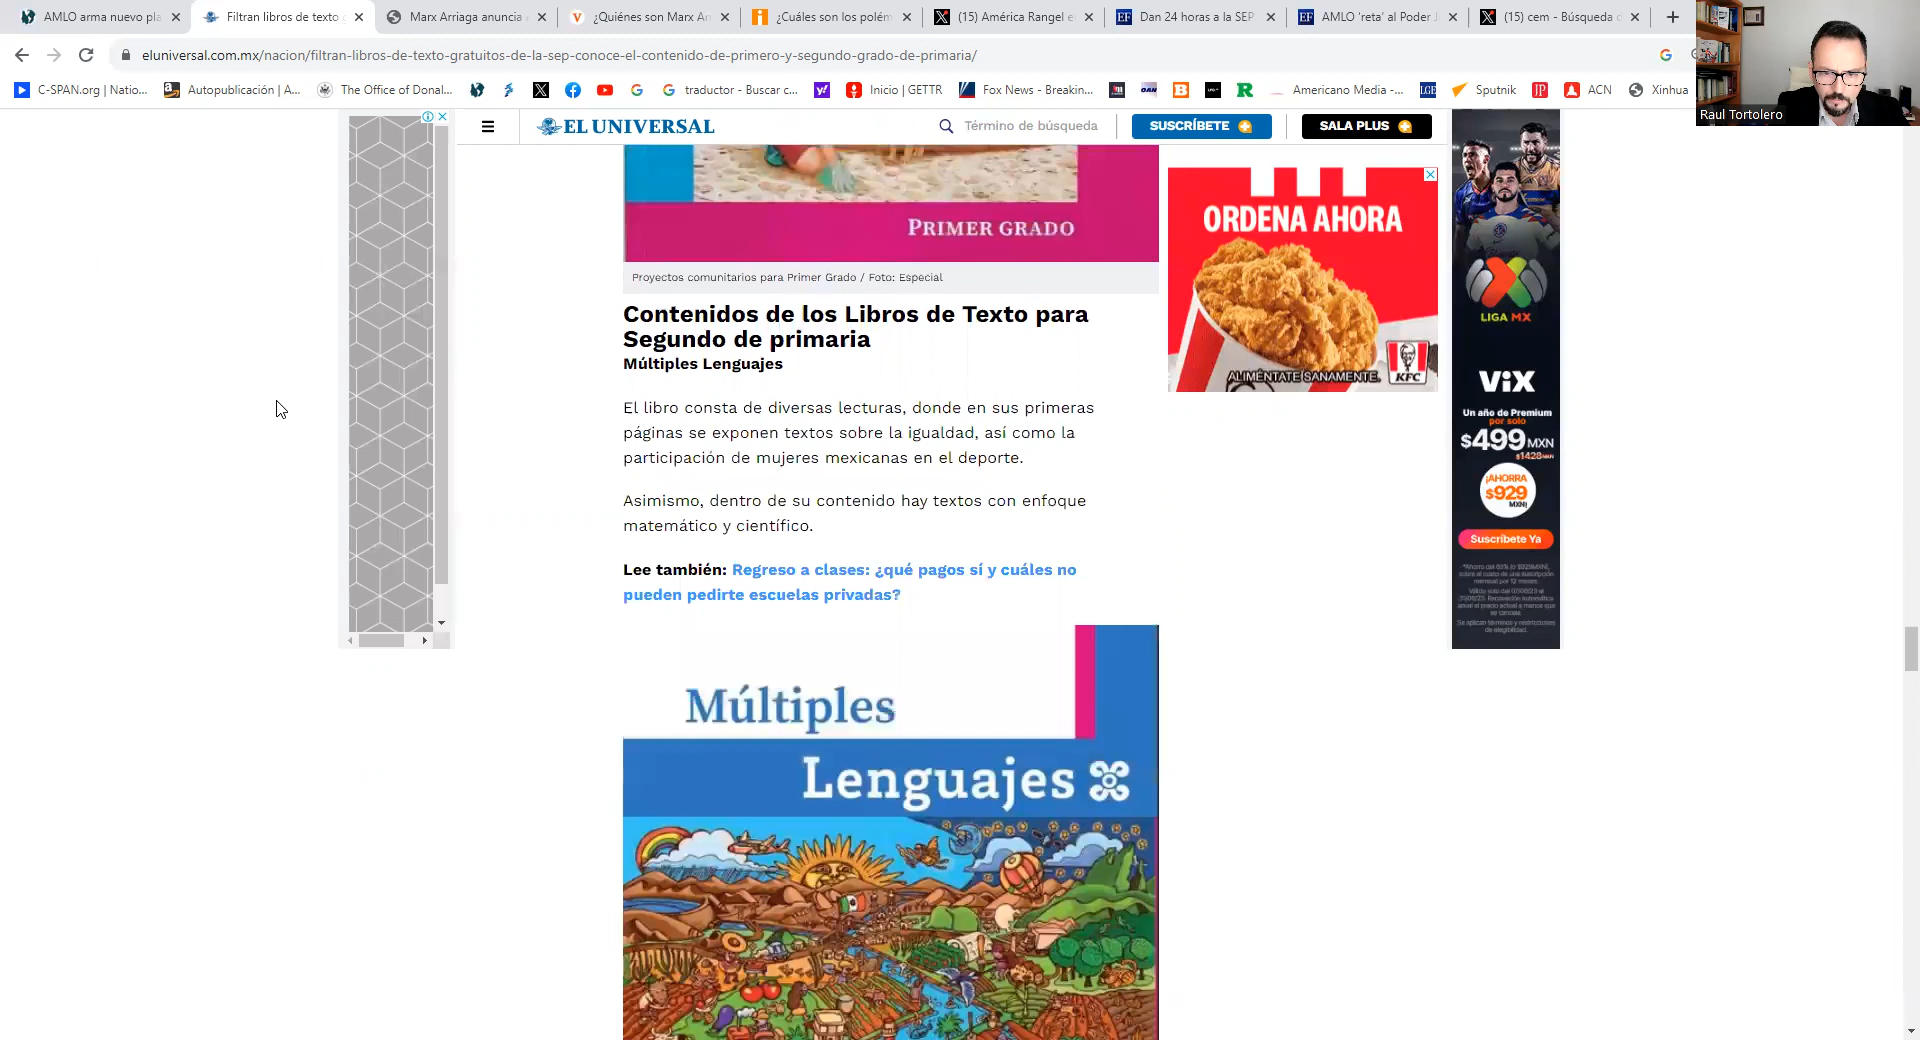 AMLO arma nuevo pla
Filtran libros de texto
Marx Arriaga anuncia
¿Quiénes son Marx Ar
¿Cuáles son los polém
(15) América Rangel e
Dan 24 horas a la SEP
AMLO 'reta' al Poder J
(15) cem - Búsqueda
eluniversal.com.mx/nacion/filtran-libros-de-texto-gratuitos-de-la-sep-conoce-el-contenido-de-primero-y-segundo-grado-de-primaria/
C-SPAN.org | Natio...
Autopublicación | A...
The Office of Donal...
traductor - Buscar c...
Inicio | GETTR
Fox News - Breakin...
Americano Media -...
LGE
Sputnik
JP
ACN
Xinhua
Raul Tortolero
EL UNIVERSAL
Término de búsqueda
SUSCRÍBETE
SALA PLUS
PRIMER GRADO
Proyectos comunitarios para Primer Grado / Foto: Especial
Contenidos de los Libros de Texto para
Segundo de primaria
Múltiples Lenguajes
El libro consta de diversas lecturas, donde en sus primeras
páginas se exponen textos sobre la igualdad, así como la
participación de mujeres mexicanas en el deporte.
Asimismo, dentro de su contenido hay textos con enfoque
matemático y científico.
Lee también: Regreso a clases: ¿qué pagos sí y cuáles no
pueden pedirte escuelas privadas?
Múltiples
Lenguajes
ORDENA AHORA
ALIMÉNTATE SANAMENTE.
KFC
LIGA MX
ViX
Un año de Premium
por solo
$499 MXN
$1428 MXN
¡AHORRA
$929
MXN!
Suscríbete Ya